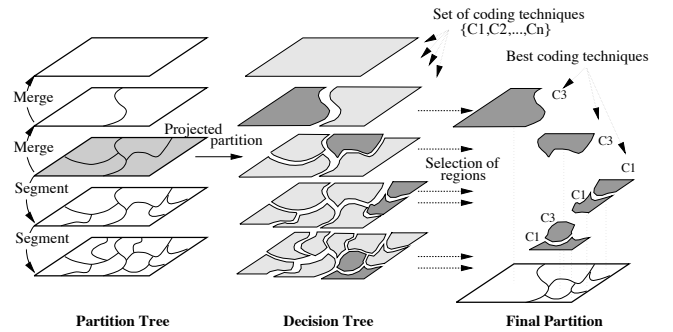 Set of coding techniques
{C1,C2,...,Cn}
Best coding techniques
Merge
C3
Merge
Projected
partition
C3
Selection of
regions
C1
Segment
C1
C3
C1
Segment
Partition Tree
Decision Tree
Final Partition